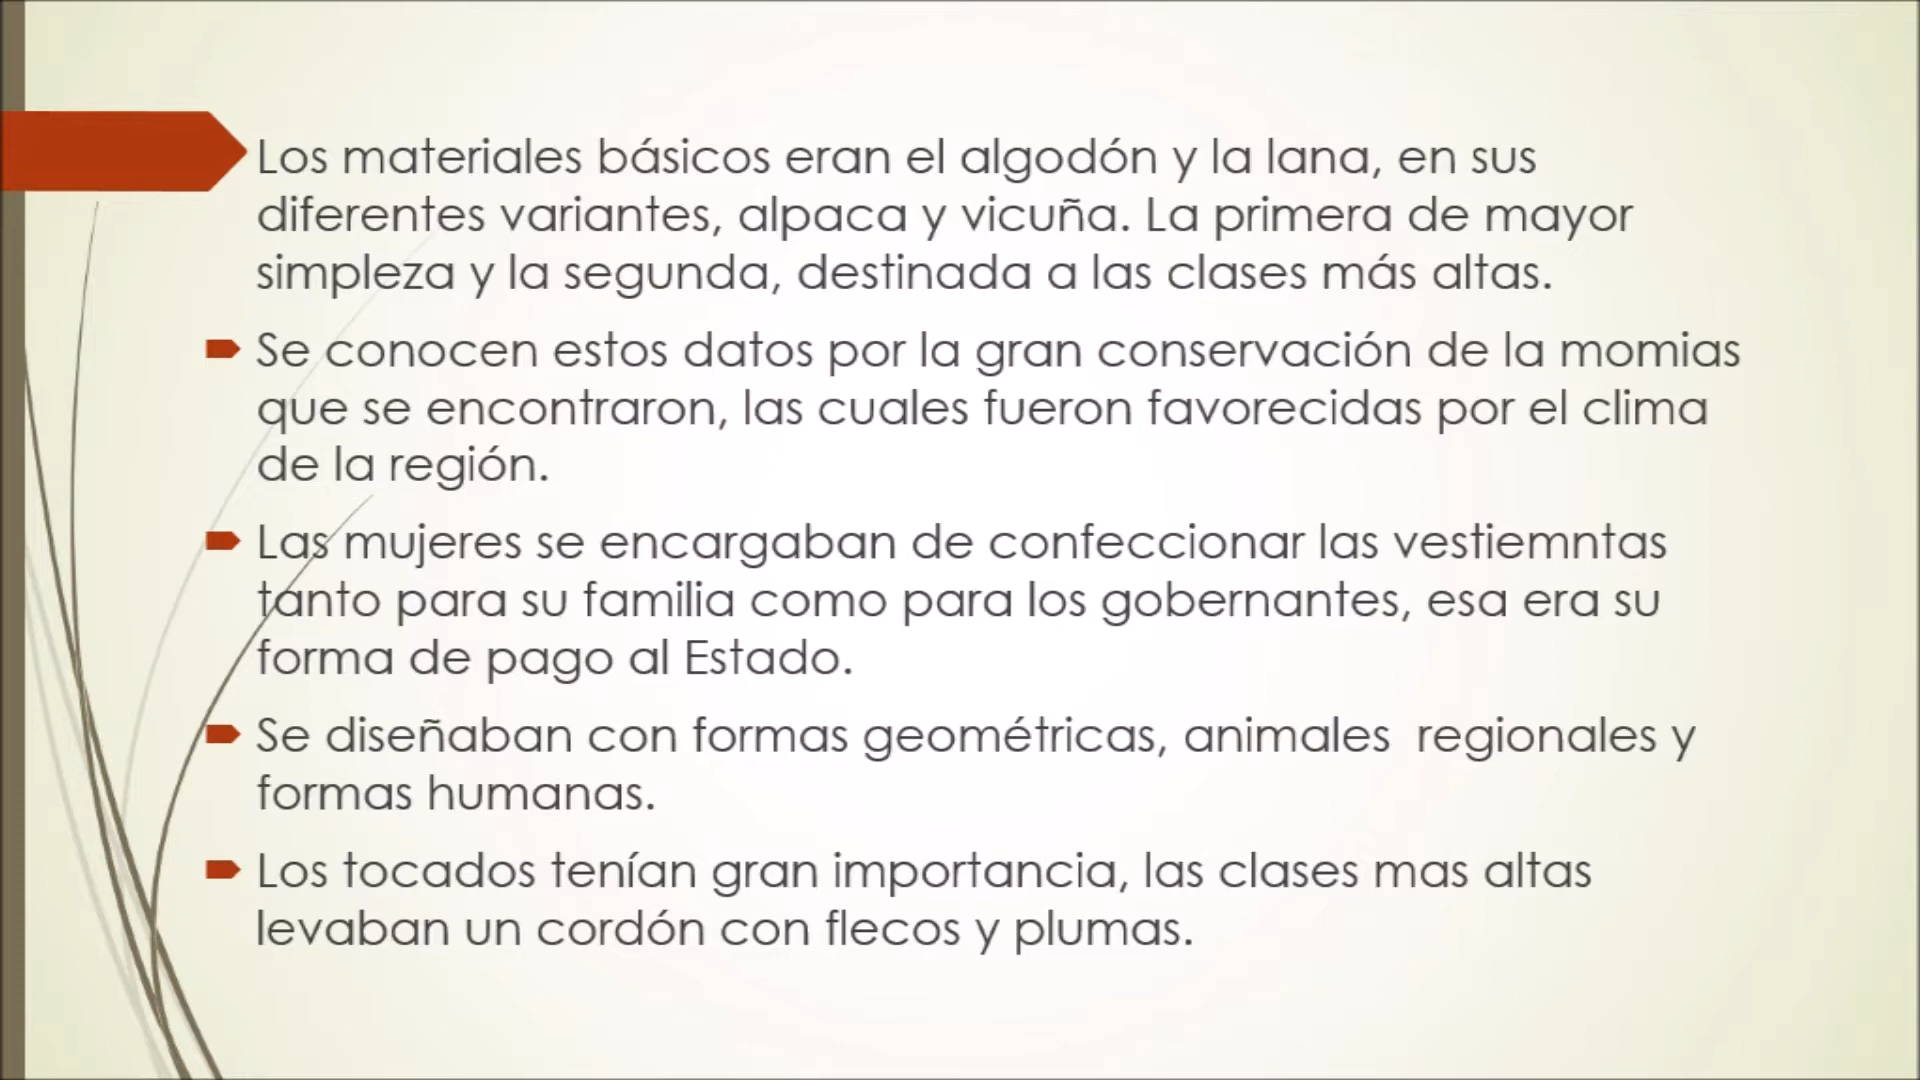 Los materiales básicos eran el algodón y la lana, en sus
diferentes variantes, alpaca y vicuña. La primera de mayor
simpleza y la segunda, destinada a las clases más altas.
Se conocen estos datos por la gran conservación de la momias
que se encontraron, las cuales fueron favorecidas por el clima
de la región.
Las mujeres se encargaban de confeccionar las vestiemntas
tanto para su familia como para los gobernantes, esa era su
forma de pago al Estado.
Se diseñaban con formas geométricas, animales  regionales y
formas humanas.
Los tocados tenían gran importancia, las clases mas altas
levaban un cordón con flecos y plumas.